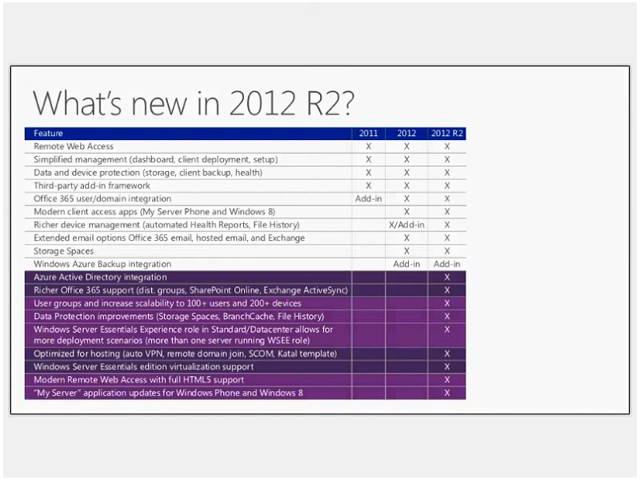 What's new in 2012 R2?
Feature 2011 2012 2012 R2
Remote Web Access X X X
Simplified management (dashboard, client deployment, setup) X X X
Data and device protection (storage, client backup, health) X X X
Third-party add-in framework X X X
Office 365 user/domain integration Add-in X X
Modern client access apps (My Server Phone and Windows 8) X X
Richer device management (automated Health Reports, File History) X/Add-in X
Extended email options Office 365 email, hosted email, and Exchange X X
Storage Spaces X X
Windows Azure Backup integration Add-in Add-in
Azure Active Directory integration X
Richer Office 365 support (dist. groups, SharePoint Online, Exchange ActiveSync) X
User groups and increase scalability to 100+ users and 200+ devices X
Data Protection improvements (Storage Spaces, BranchCache, File History) X
Windows Server Essentials Experience role in Standard/Datacenter allows for X
more deployment scenarios (more than one server running WSEE role)
Optimized for hosting (auto VPN, remote domain join, SCOM, Katal template) X
Windows Server Essentials edition virtualization support X
Modern Remote Web Access with full HTML5 support X
"My Server" application updates for Windows Phone and Windows 8 X